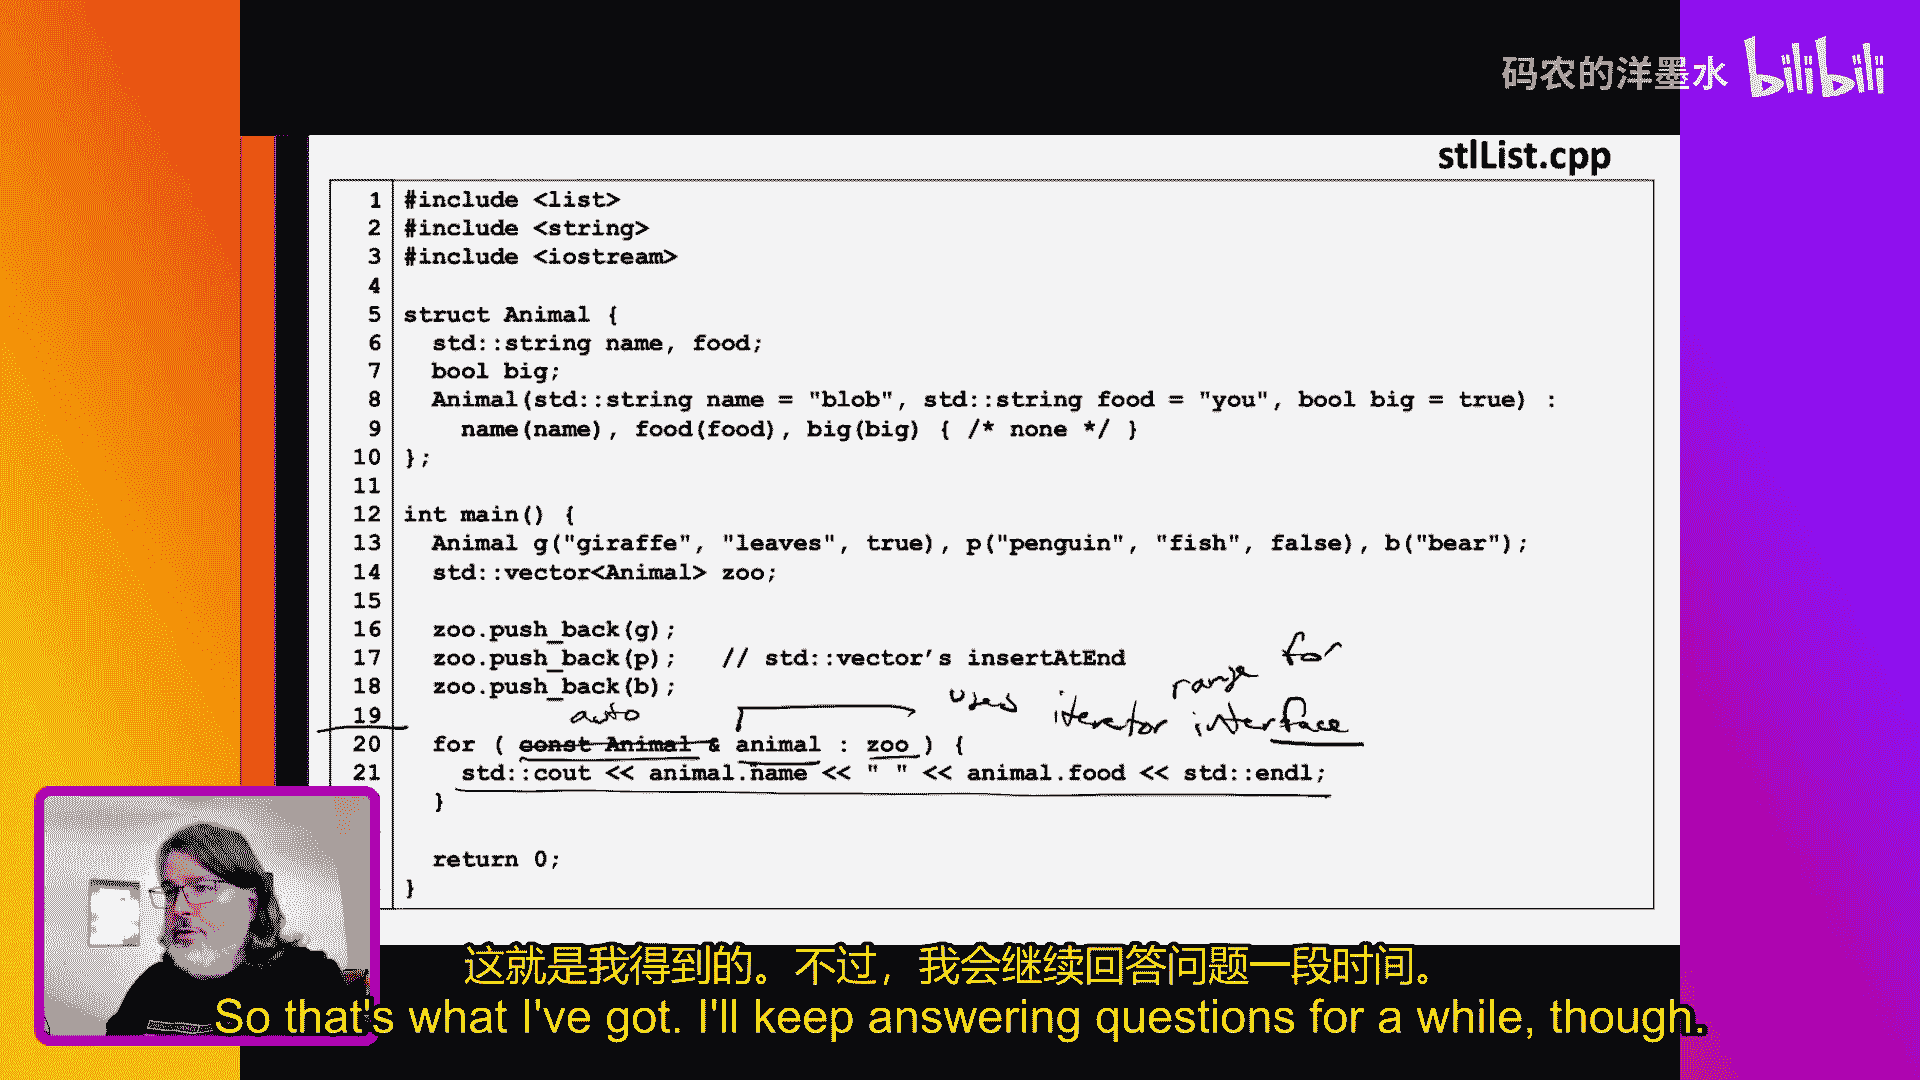 码农的洋墨水 bilibili
stlList.cpp
1 #include <list>
2 #include <string>
3 #include <iostream>
4
5 struct Animal {
6 std::string name, food;
7 bool big;
8 Animal(std::string name = "blob", std::string food = "you", bool big = true) :
9 name(name), food(food), big(big) { /* none */ }
10 };
11
12 int main() {
13 Animal g("giraffe", "leaves", true), p("penguin", "fish", false), b("bear");
14 std::vector<Animal> zoo;
15
16 zoo.push_back(g);
17 zoo.push_back(p); // std::vector's insertAtEnd
18 zoo.push_back(b);
range for
19
auto
uses iterator interface
20 for ( const Animal & animal : zoo ) {
21 std::cout << animal.name << " " << animal.food << std::endl;
}
return 0;
}
这就是我得到的。不过，我会继续回答问题一段时间。
So that's what I've got. I'll keep answering questions for a while, though.